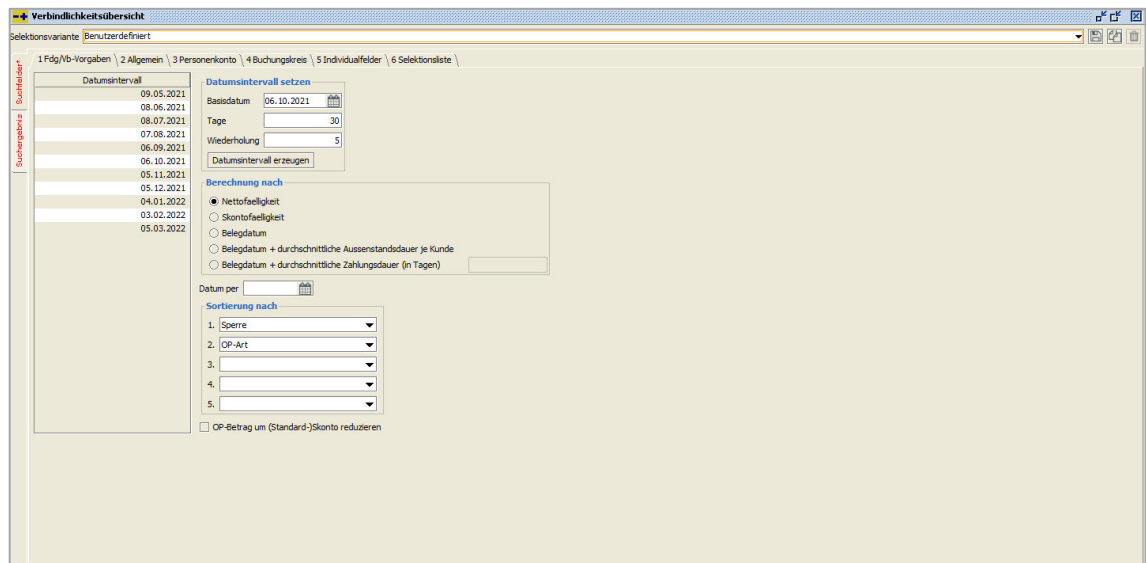 Verbindlichkeitsübersicht
Selektionsvariante Benutzerdefiniert
1 Fdg/Vb-Vorgaben 2 Allgemein 3 Personenkonto 4 Buchungskreis 5 Individualfelder 6 Selektionsliste
Suchfelder*
Suchergebnis
Datumsintervall
09.05.2021
08.06.2021
08.07.2021
07.08.2021
06.09.2021
06.10.2021
05.11.2021
05.12.2021
04.01.2022
03.02.2022
05.03.2022
Datumsintervall setzen
Basisdatum 06.10.2021
Tage 30
Wiederholung 5
Datumsintervall erzeugen
Berechnung nach
Nettofaelligkeit
Skontofaelligkeit
Belegdatum
Belegdatum + durchschnittliche Aussenstandsdauer je Kunde
Belegdatum + durchschnittliche Zahlungsdauer (in Tagen)
Datum per
Sortierung nach
1. Sperre
2. OP-Art
3.
4.
5.
OP-Betrag um (Standard-)Skonto reduzieren